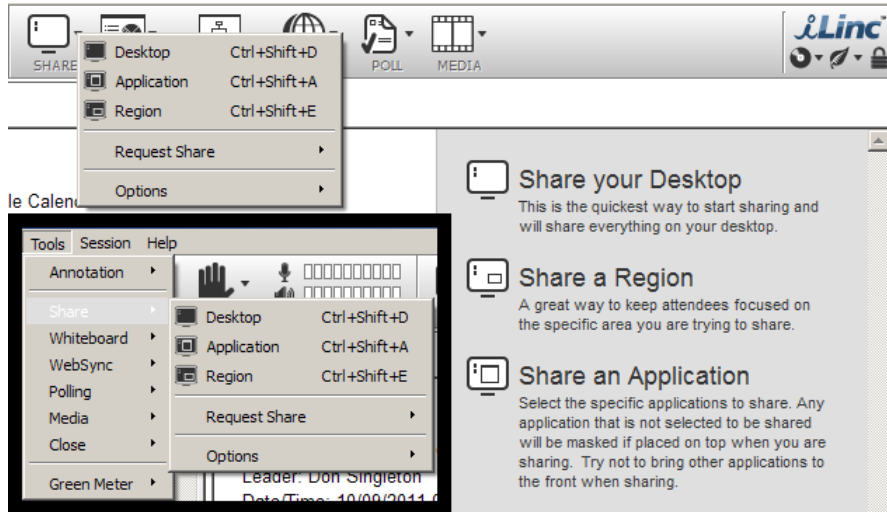 iLinc
SHARE
POLL
MEDIA
Desktop Ctrl+Shift+D
Application Ctrl+Shift+A
Region Ctrl+Shift+E
Request Share
Options
le Calend
Tools Session Help
Annotation
Share
Whiteboard
WebSync
Polling
Media
Close
Green Meter
Desktop Ctrl+Shift+D
Application Ctrl+Shift+A
Region Ctrl+Shift+E
Request Share
Options
Leader: Don Singleton
Date/Time: 10/09/2011
Share your Desktop
This is the quickest way to start sharing and
will share everything on your desktop.
Share a Region
A great way to keep attendees focused on
the specific area you are trying to share.
Share an Application
Select the specific applications to share. Any
application that is not selected to be shared
will be masked if placed on top when you are
sharing. Try not to bring other applications to
the front when sharing.